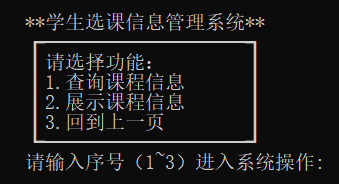 **学生选课信息管理系统**
请选择功能:
1.查询课程信息
2.展示课程信息
3.回到上一页
请输入序号（1~3）进入系统操作: